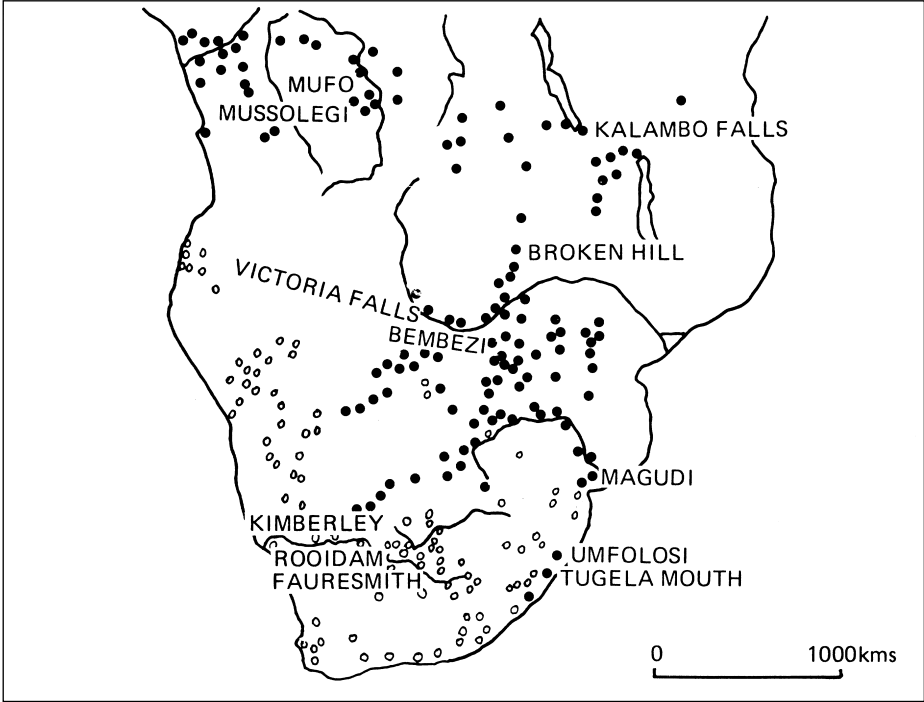 MUFO
MUSSOLEGI
KALAMBO FALLS
BROKEN HILL
VICTORIA FALLS
BEMBEZI
MAGUDI
KIMBERLEY
ROOIDAM
FAURESMITH
UMFOLOSI
TUGELA MOUTH
0 1000kms